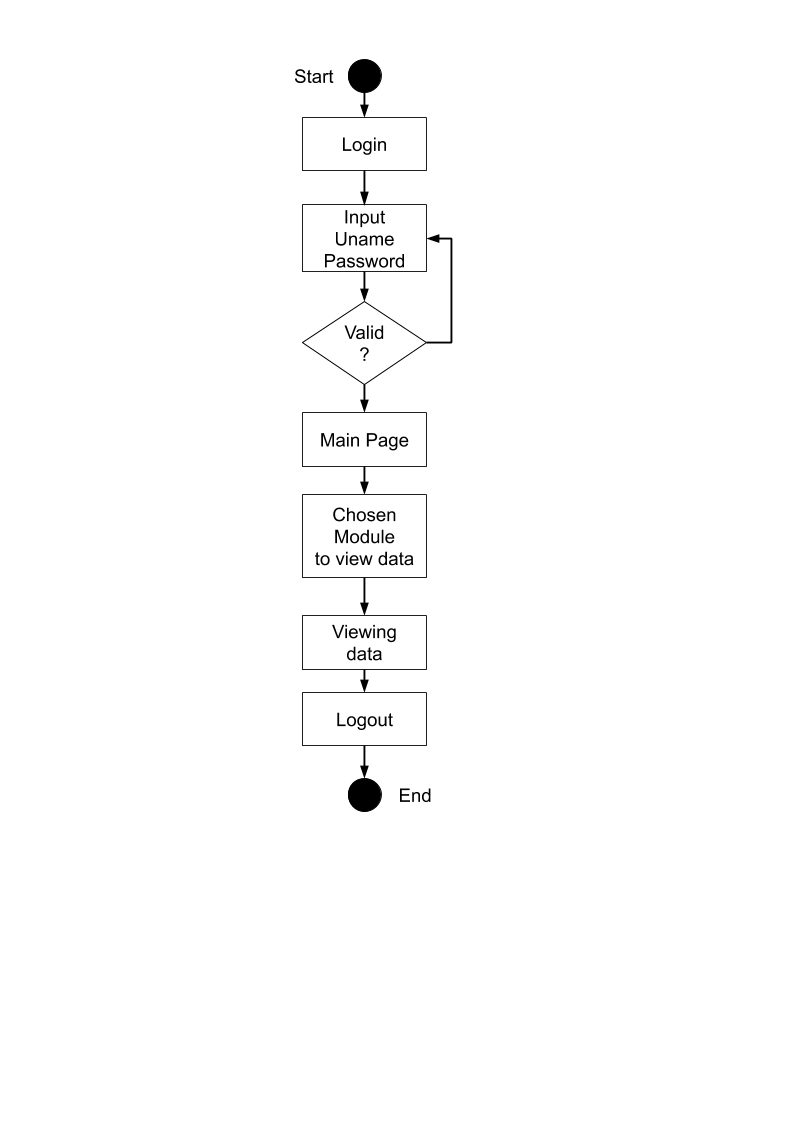 Start
Login
Input
Uname
Password
Valid
?
Main Page
Chosen
Module
to view data
Viewing
data
Logout
End